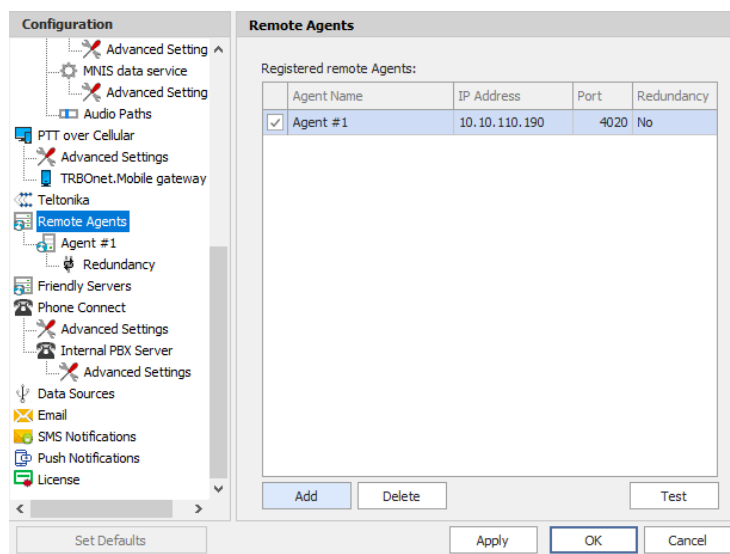 Configuration
Advanced Setting
MNIS data service
Advanced Setting
Audio Paths
PTT over Cellular
Advanced Settings
TRBOnet.Mobile gateway
Teltonika
Remote Agents
Agent #1
Redundancy
Friendly Servers
Phone Connect
Advanced Settings
Internal PBX Server
Advanced Settings
Data Sources
Email
SMS Notifications
Push Notifications
License
Set Defaults
Remote Agents
Registered remote Agents:
Agent Name IP Address Port Redundancy
Agent #1 10.10.110.190 4020 No
Add Delete Test
Apply OK Cancel